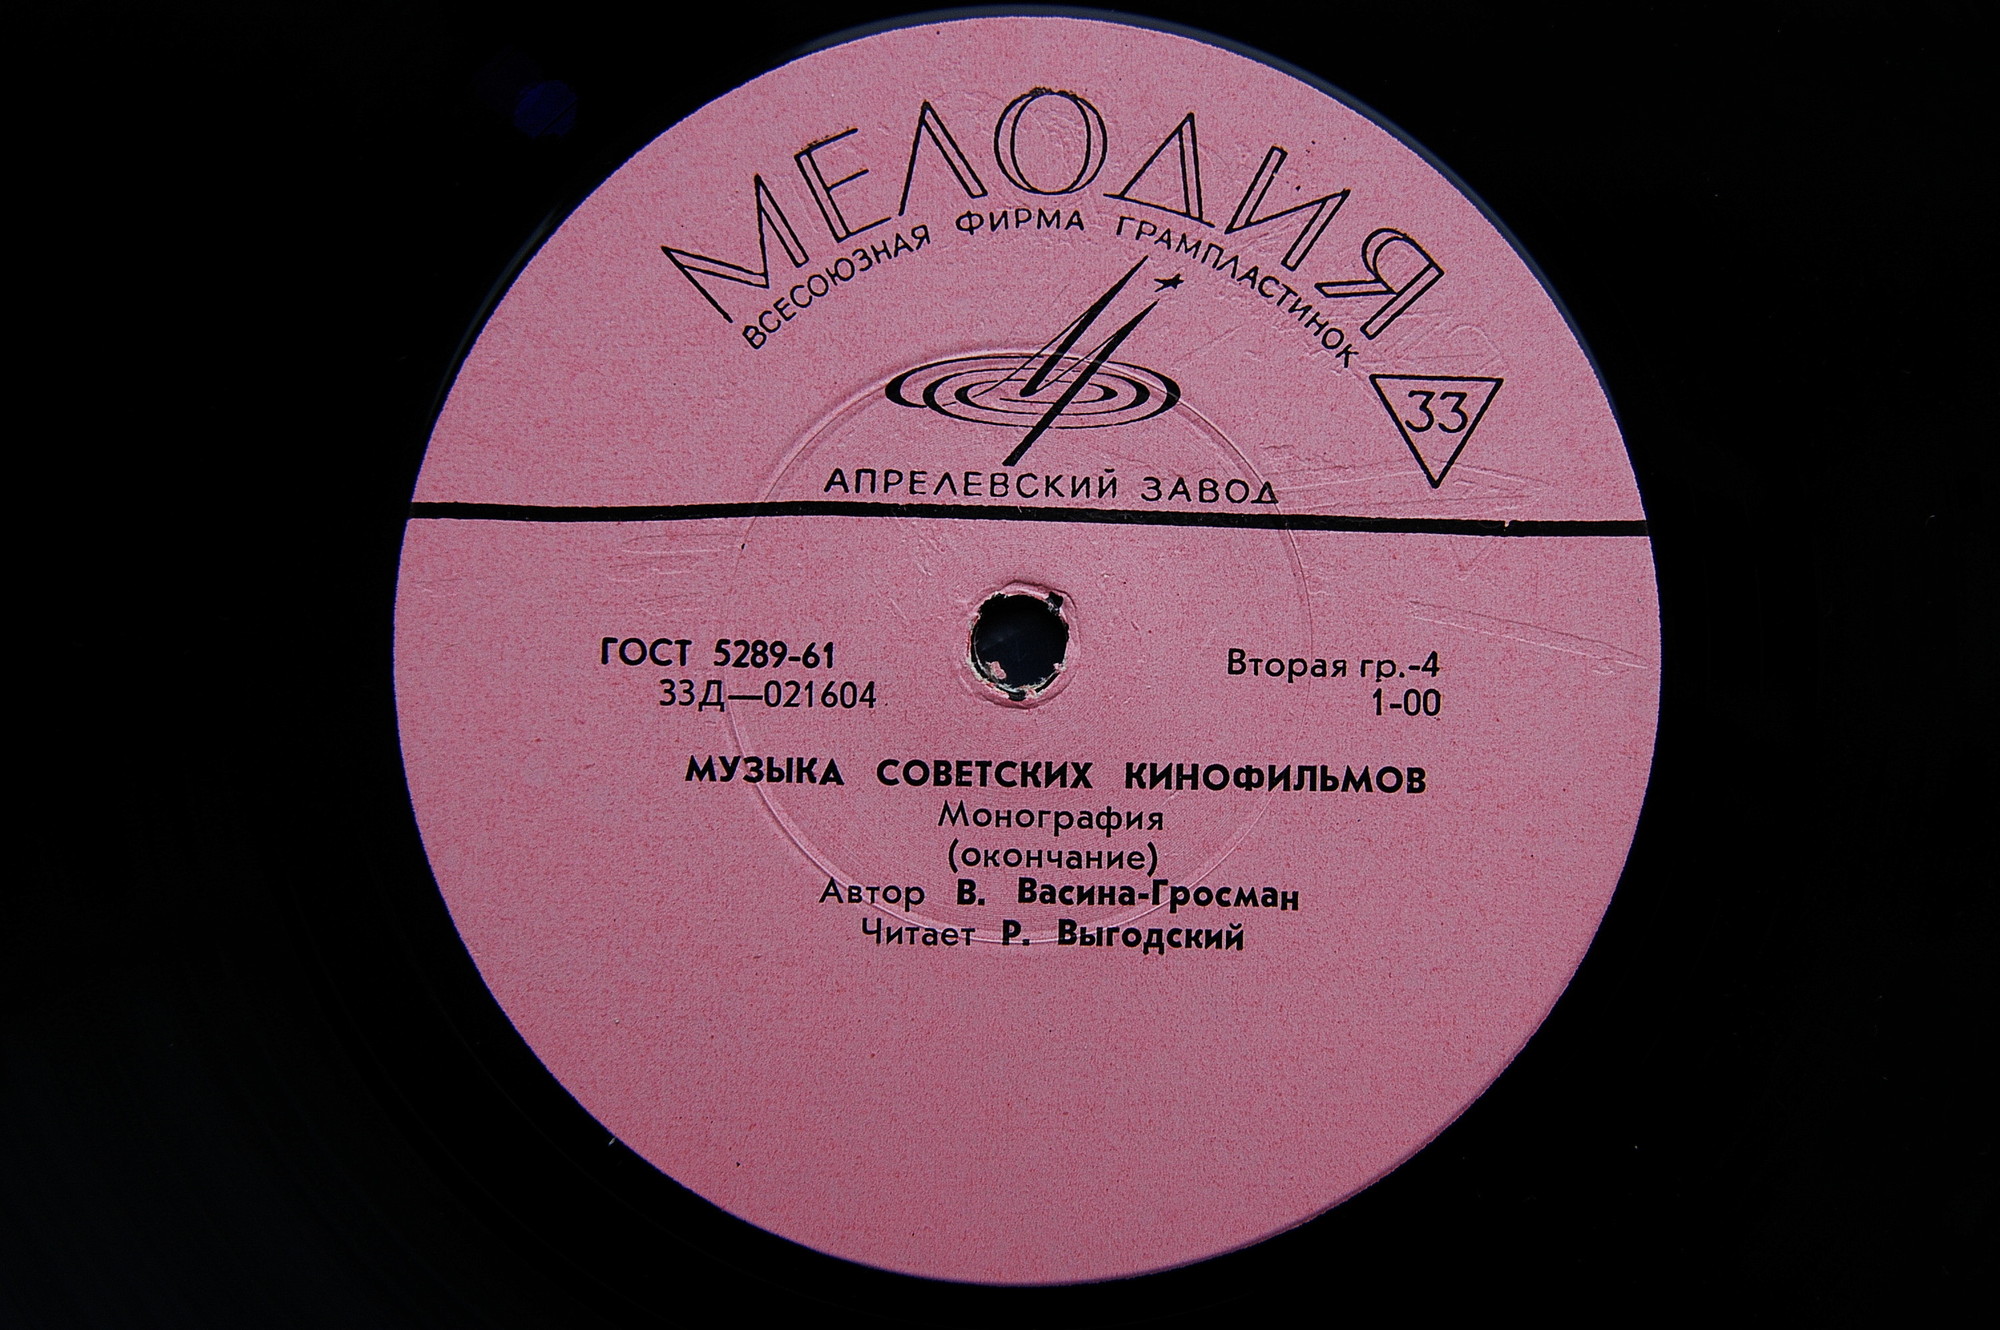 МЕЛОДИЯ
ВСЕСОЮЗНАЯ ФИРМА ГРАМПЛАСТИНОК
33
АПРЕЛЕВСКИЙ ЗАВОД
ГОСТ 5289-61
33Д—021604
Вторая гр.-4
1-00
МУЗЫКА СОВЕТСКИХ КИНОФИЛЬМОВ
Монография
(окончание)
Автор В. Васина-Гросман
Читает Р. Выгодский